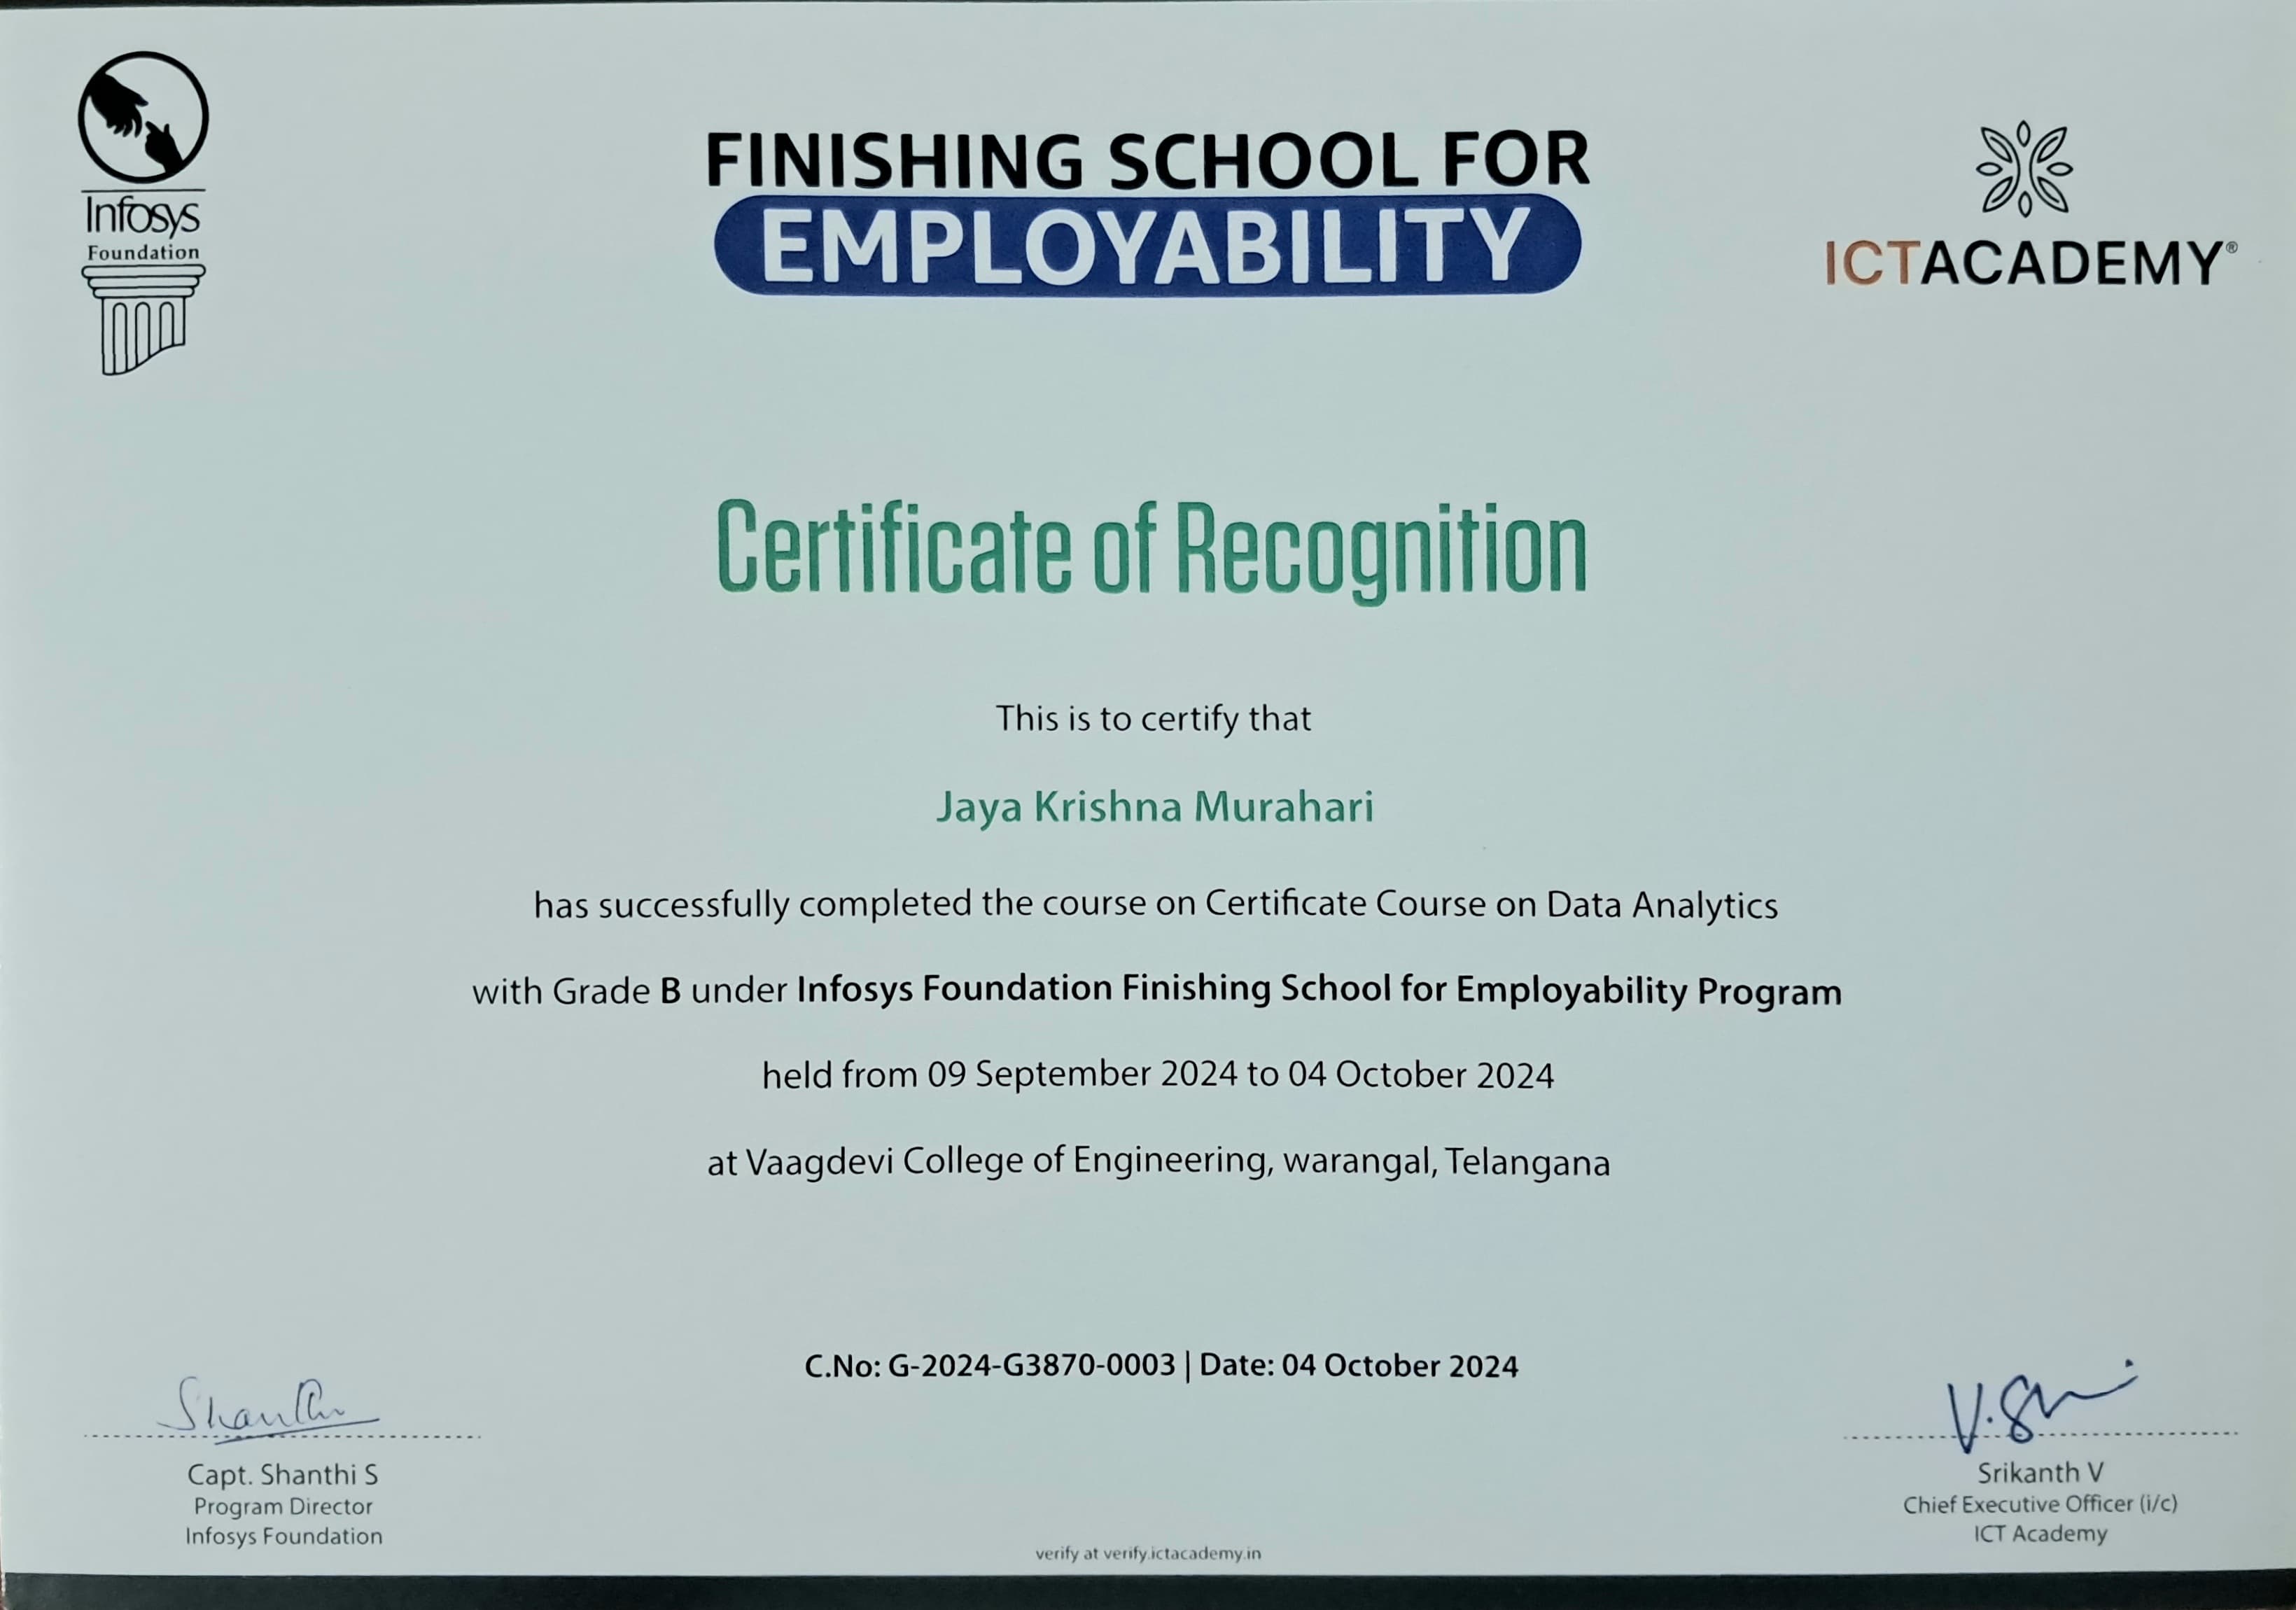 Infosys
Foundation
FINISHING SCHOOL FOR
EMPLOYABILITY
ICTACADEMY®
Certificate of Recognition
This is to certify that
Jaya Krishna Murahari
has successfully completed the course on Certificate Course on Data Analytics
with Grade B under Infosys Foundation Finishing School for Employability Program
held from 09 September 2024 to 04 October 2024
at Vaagdevi College of Engineering, warangal, Telangana
C.No: G-2024-G3870-0003 | Date: 04 October 2024
Shanthi
Capt. Shanthi S
Program Director
Infosys Foundation
Srikanth V
Chief Executive Officer (i/c)
ICT Academy
verify at verify.ictacademy.in